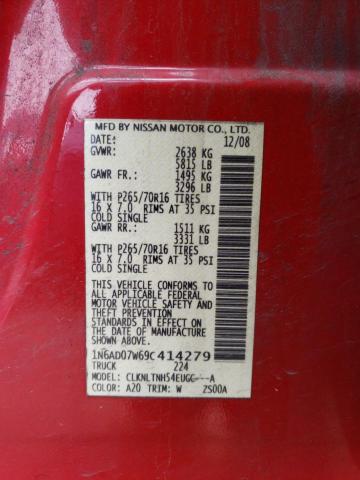 MFD BY NISSAN MOTOR CO., LTD.
DATE: 12/08
GVWR: 2638 KG
5815 LB
GAWR FR: 1495 KG
3296 LB
WITH P265/70R16 TIRES
16 X 7.0 RIMS AT 35 PSI
COLD SINGLE
GAWR RR: 1511 KG
3331 LB
WITH P265/70R16 TIRES
16 X 7.0 RIMS AT 35 PSI
COLD SINGLE
THIS VEHICLE CONFORMS TO ALL
APPLICABLE FEDERAL MOTOR
MOTOR VEHICLE SAFETY AND
THEFT PREVENTION
STANDARDS IN EFFECT ON
THE DATE OF MANUFACTURE
SHOWN ABOVE.
1N6AD07W69C414279
TRUCK 224
MODEL: CLKNLTNH54EUGC---A
COLOR: A20 TRIM: W ZS00A